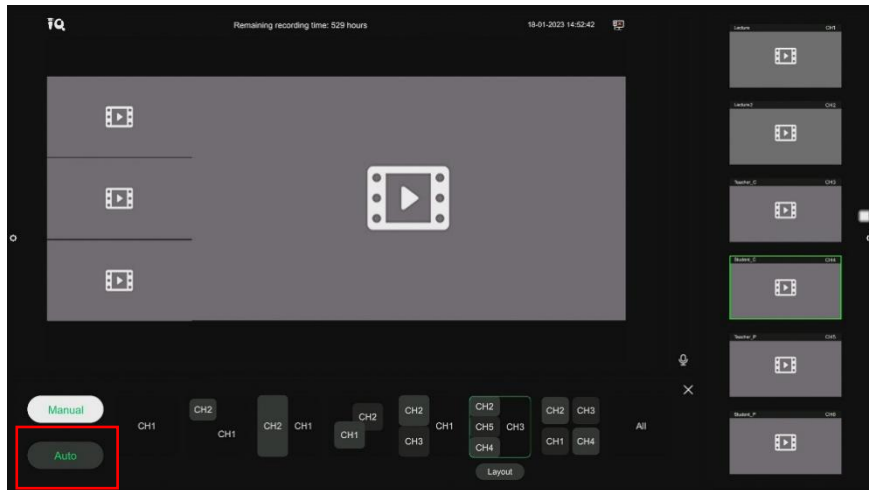 IQ
Remaining recording time: 529 hours
18-01-2023 14:52:42
Lecture CH1
Lecture2 CH2
Teacher_C CH3
Student_C CH4
Teacher_P CH5
Student_P CH6
Manual
Auto
CH1
CH2
CH1
CH2 CH1
CH2
CH1
CH2
CH1
CH3
CH2
CH5 CH3
CH4
CH2 CH3
CH1 CH4
All
Layout